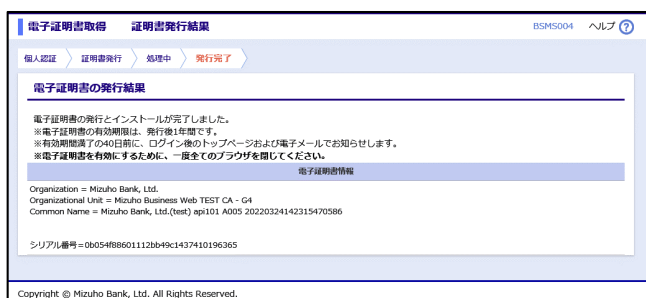 電子証明書取得　証明書発行結果
BSMS004 ヘルプ ?
個人認証 証明書発行 処理中 発行完了
電子証明書の発行結果
電子証明書の発行とインストールが完了しました。
※電子証明書の有効期限は、発行後1年間です。
※有効期間満了の40日前に、ログイン後のトップページおよび電子メールでお知らせします。
※電子証明書を有効にするために、一度全てのブラウザを閉じてください。
電子証明書情報
Organization = Mizuho Bank, Ltd.
Organizational Unit = Mizuho Business Web TEST CA - G4
Common Name = Mizuho Bank, Ltd.(test) api101 A005 20220324142315470586
シリアル番号=0b054f88601112bb49c1437410196365
Copyright © Mizuho Bank, Ltd. All Rights Reserved.